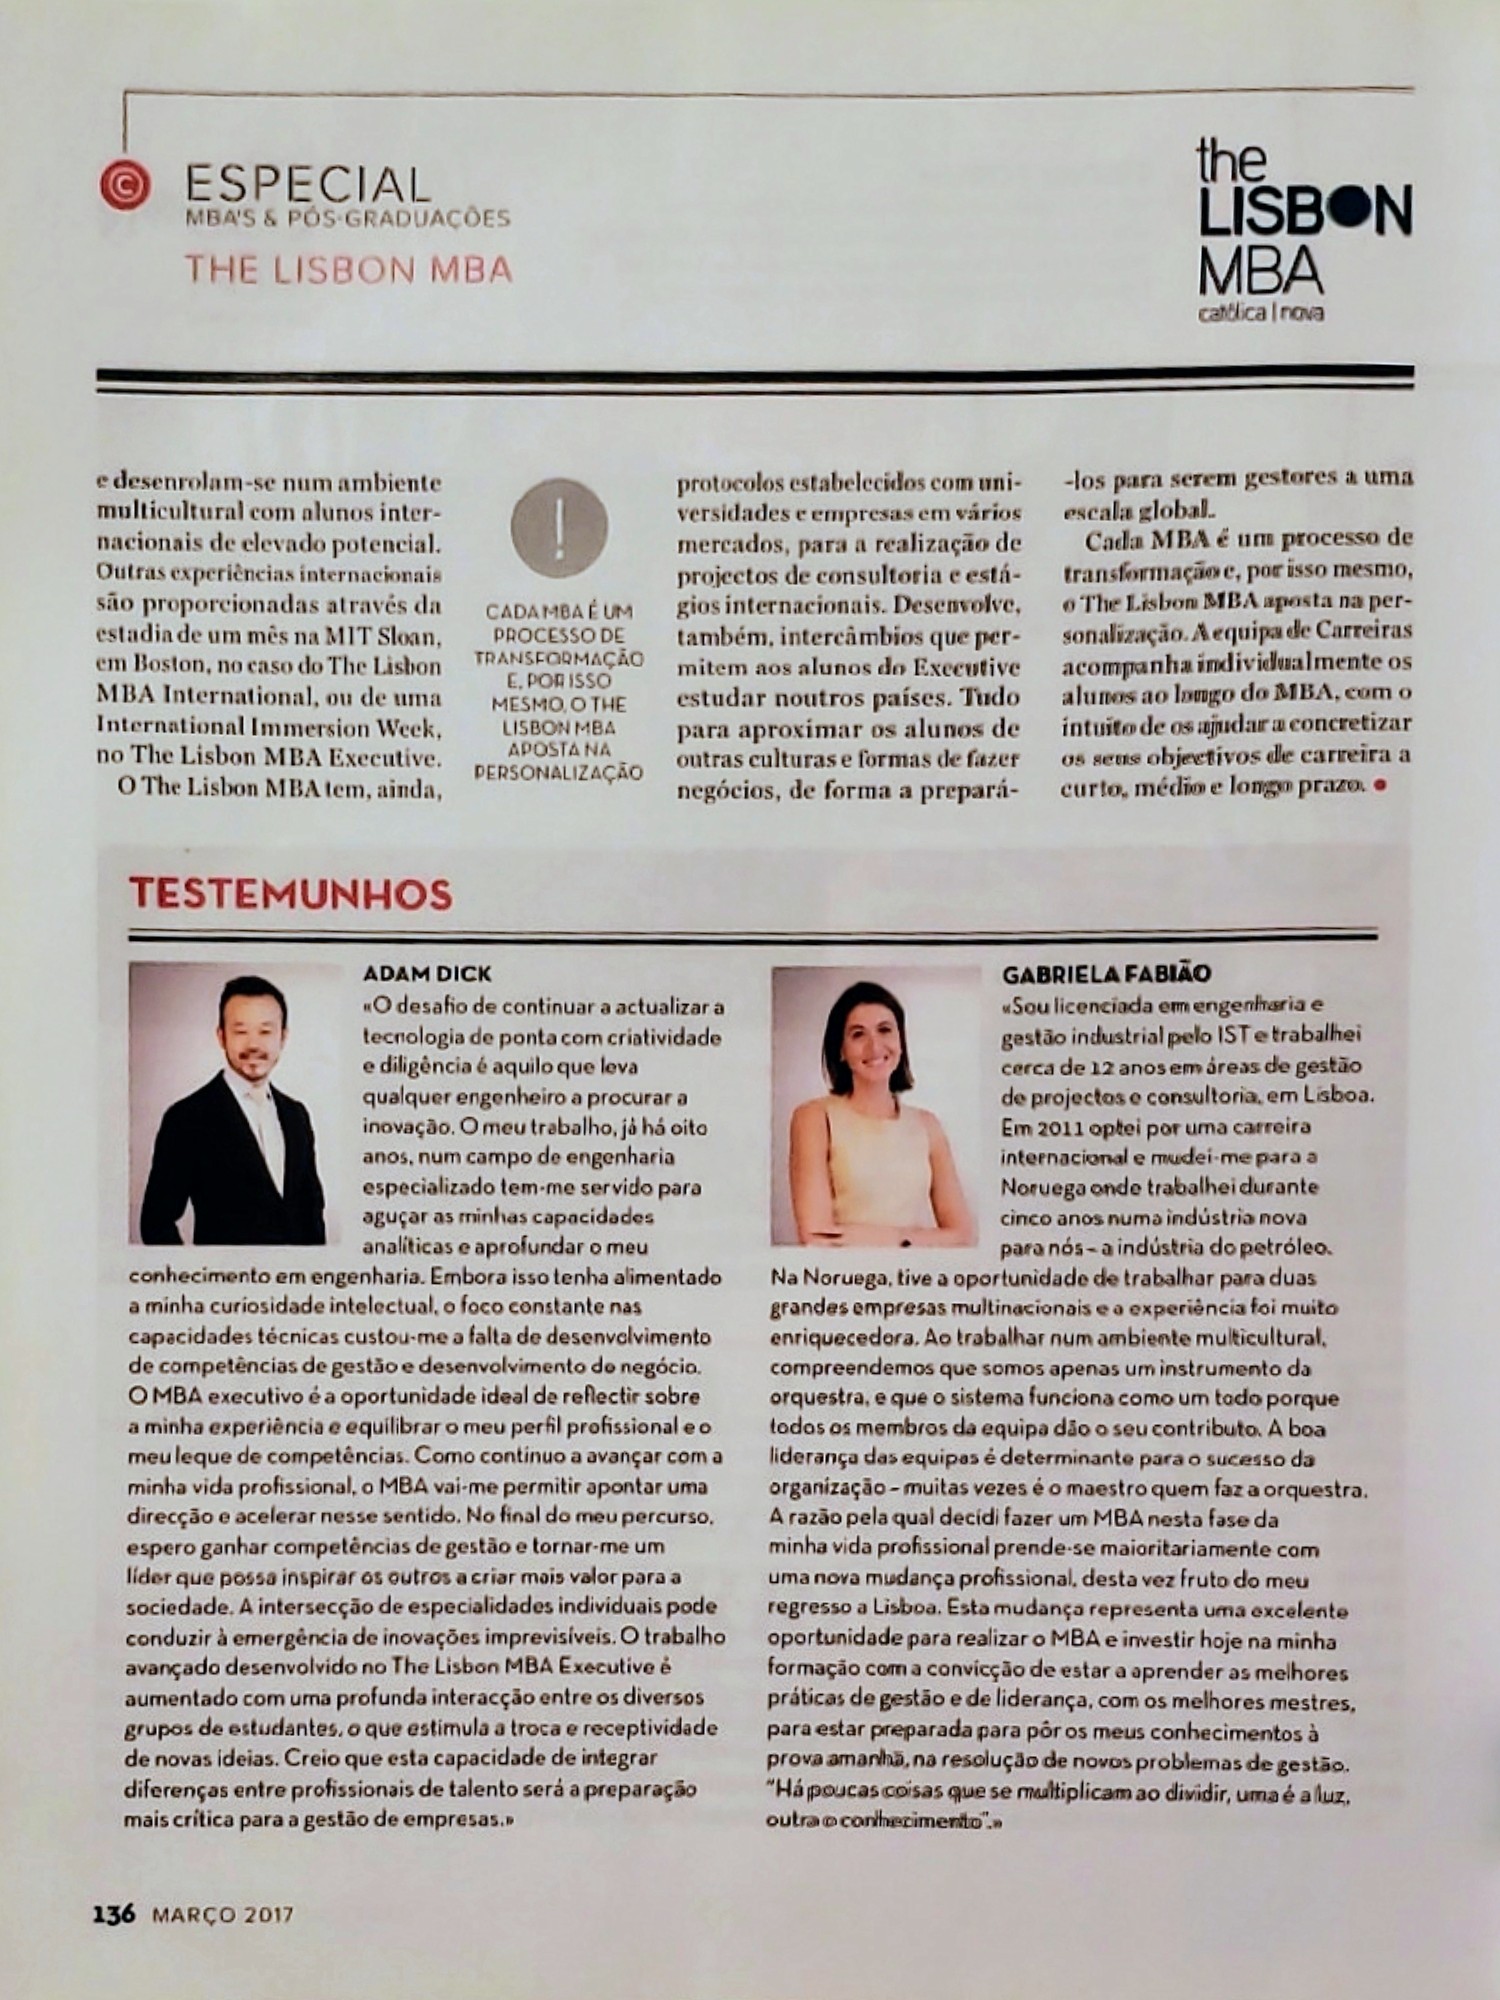 ©
ESPECIAL
MBA'S & PÓS-GRADUAÇÕES
THE LISBON MBA
the
LISBON
MBA
católica | nova
e desenrolam-se num ambiente
multicultural com alunos inter-
nacionais de elevado potencial.
Outras experiências internacionais
são proporcionadas através da
estadia de um mês na MIT Sloan,
em Boston, no caso do The Lisbon
MBA International, ou de uma
International Immersion Week,
no The Lisbon MBA Executive.
O The Lisbon MBA tem, ainda,
!
CADA MBA É UM
PROCESSO DE
TRANSFORMAÇÃO
E, POR ISSO
MESMO, O THE
LISBON MBA
APOSTA NA
PERSONALIZAÇÃO
protocolos estabelecidos com uni-
versidades e empresas em vários
mercados, para a realização de
projectos de consultoria e está-
gios internacionais. Desenvolve,
também, intercâmbios que per-
mitem aos alunos do Executive
estudar noutros países. Tudo
para aproximar os alunos de
outras culturas e formas de fazer
negócios, de forma a prepará-
-los para serem gestores a uma
escala global.
Cada MBA é um processo de
transformação e, por isso mesmo,
o The Lisbon MBA aposta na per-
sonalização. A equipa de Carreiras
acompanha individualmente os
alunos ao longo do MBA, com o
intuito de os ajudar a concretizar
os seus objectivos de carreira a
curto, médio e longo prazo. ●
TESTEMUNHOS
ADAM DICK
«O desafio de continuar a actualizar a
tecnologia de ponta com criatividade
e diligência é aquilo que leva
qualquer engenheiro a procurar a
inovação. O meu trabalho, já há oito
anos, num campo de engenharia
especializado tem-me servido para
aguçar as minhas capacidades
analíticas e aprofundar o meu
conhecimento em engenharia. Embora isso tenha alimentado
a minha curiosidade intelectual, o foco constante nas
capacidades técnicas custou-me a falta de desenvolvimento
de competências de gestão e desenvolvimento do negócio.
O MBA executivo é a oportunidade ideal de reflectir sobre
a minha experiência e equilibrar o meu perfil profissional e o
meu leque de competências. Como continuo a avançar com a
minha vida profissional, o MBA vai-me permitir apontar uma
direcção e acelerar nesse sentido. No final do meu percurso,
espero ganhar competências de gestão e tornar-me um
líder que possa inspirar os outros a criar mais valor para a
sociedade. A intersecção de especialidades individuais pode
conduzir à emergência de inovações imprevisíveis. O trabalho
avançado desenvolvido no The Lisbon MBA Executive é
aumentado com uma profunda interacção entre os diversos
grupos de estudantes, o que estimula a troca e receptividade
de novas ideias. Creio que esta capacidade de integrar
diferenças entre profissionais de talento será a preparação
mais crítica para a gestão de empresas.»
GABRIELA FABIÃO
«Sou licenciada em engenharia e
gestão industrial pelo IST e trabalhei
cerca de 12 anos em áreas de gestão
de projectos e consultoria, em Lisboa.
Em 2011 optei por uma carreira
internacional e mudei-me para a
Noruega onde trabalhei durante
cinco anos numa indústria nova
para nós – a indústria do petróleo.
Na Noruega, tive a oportunidade de trabalhar para duas
grandes empresas multinacionais e a experiência foi muito
enriquecedora. Ao trabalhar num ambiente multicultural,
compreendemos que somos apenas um instrumento da
orquestra, e que o sistema funciona como um todo porque
todos os membros da equipa dão o seu contributo. A boa
liderança das equipas é determinante para o sucesso da
organização – muitas vezes é o maestro quem faz a orquestra.
A razão pela qual decidi fazer um MBA nesta fase da
minha vida profissional prende-se maioritariamente com
uma nova mudança profissional, desta vez fruto do meu
regresso a Lisboa. Esta mudança representa uma excelente
oportunidade para realizar o MBA e investir hoje na minha
formação com a convicção de estar a aprender as melhores
práticas de gestão e de liderança, com os melhores mestres,
para estar preparada para pôr os meus conhecimentos à
prova amanhã, na resolução de novos problemas de gestão.
"Há poucas coisas que se multiplicam ao dividir, uma é a luz,
outra o conhecimento".»
136 MARÇO 2017